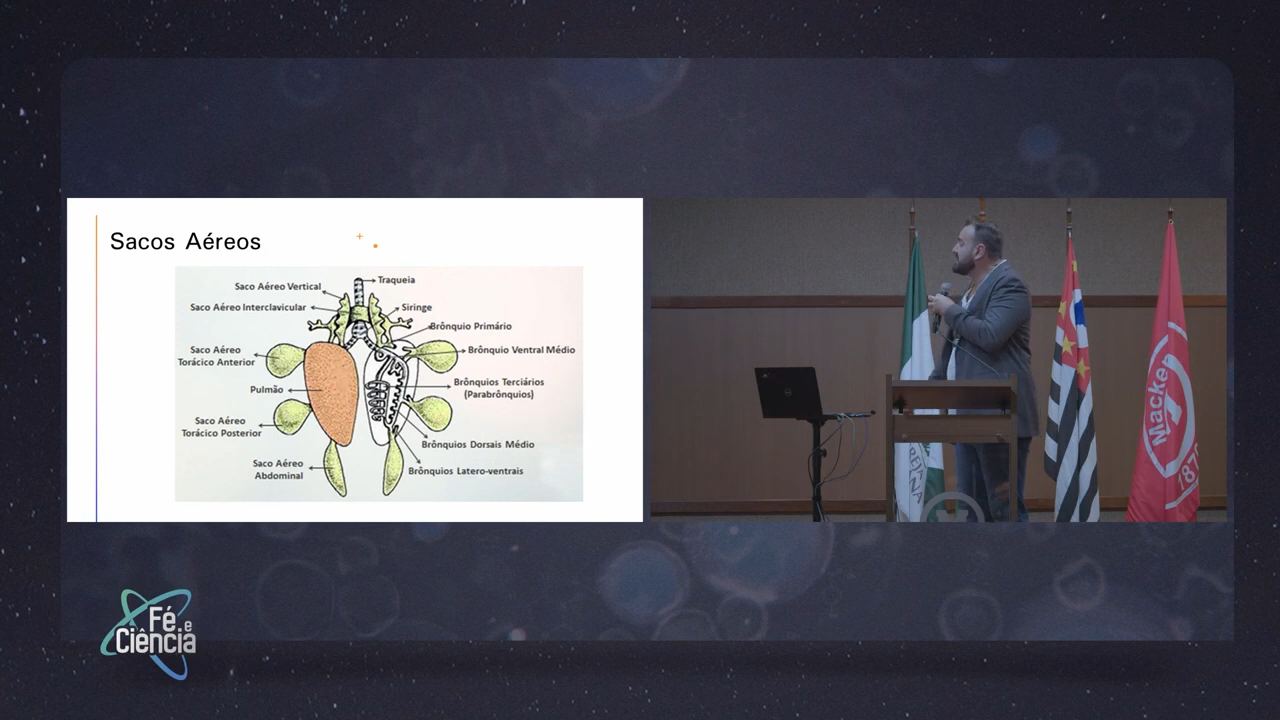 Sacos Aéreos
Traqueia
Saco Aéreo Vertical
Saco Aéreo Interclavicular
Siringe
Brônquio Primário
Saco Aéreo
Torácico Anterior
Brônquio Ventral Médio
Pulmão
Brônquios Terciários
(Parabrônquios)
Saco Aéreo
Torácico Posterior
Brônquios Dorsais Médio
Saco Aéreo
Abdominal
Brônquios Latero-ventrais
Macke
Fé e
Ciência